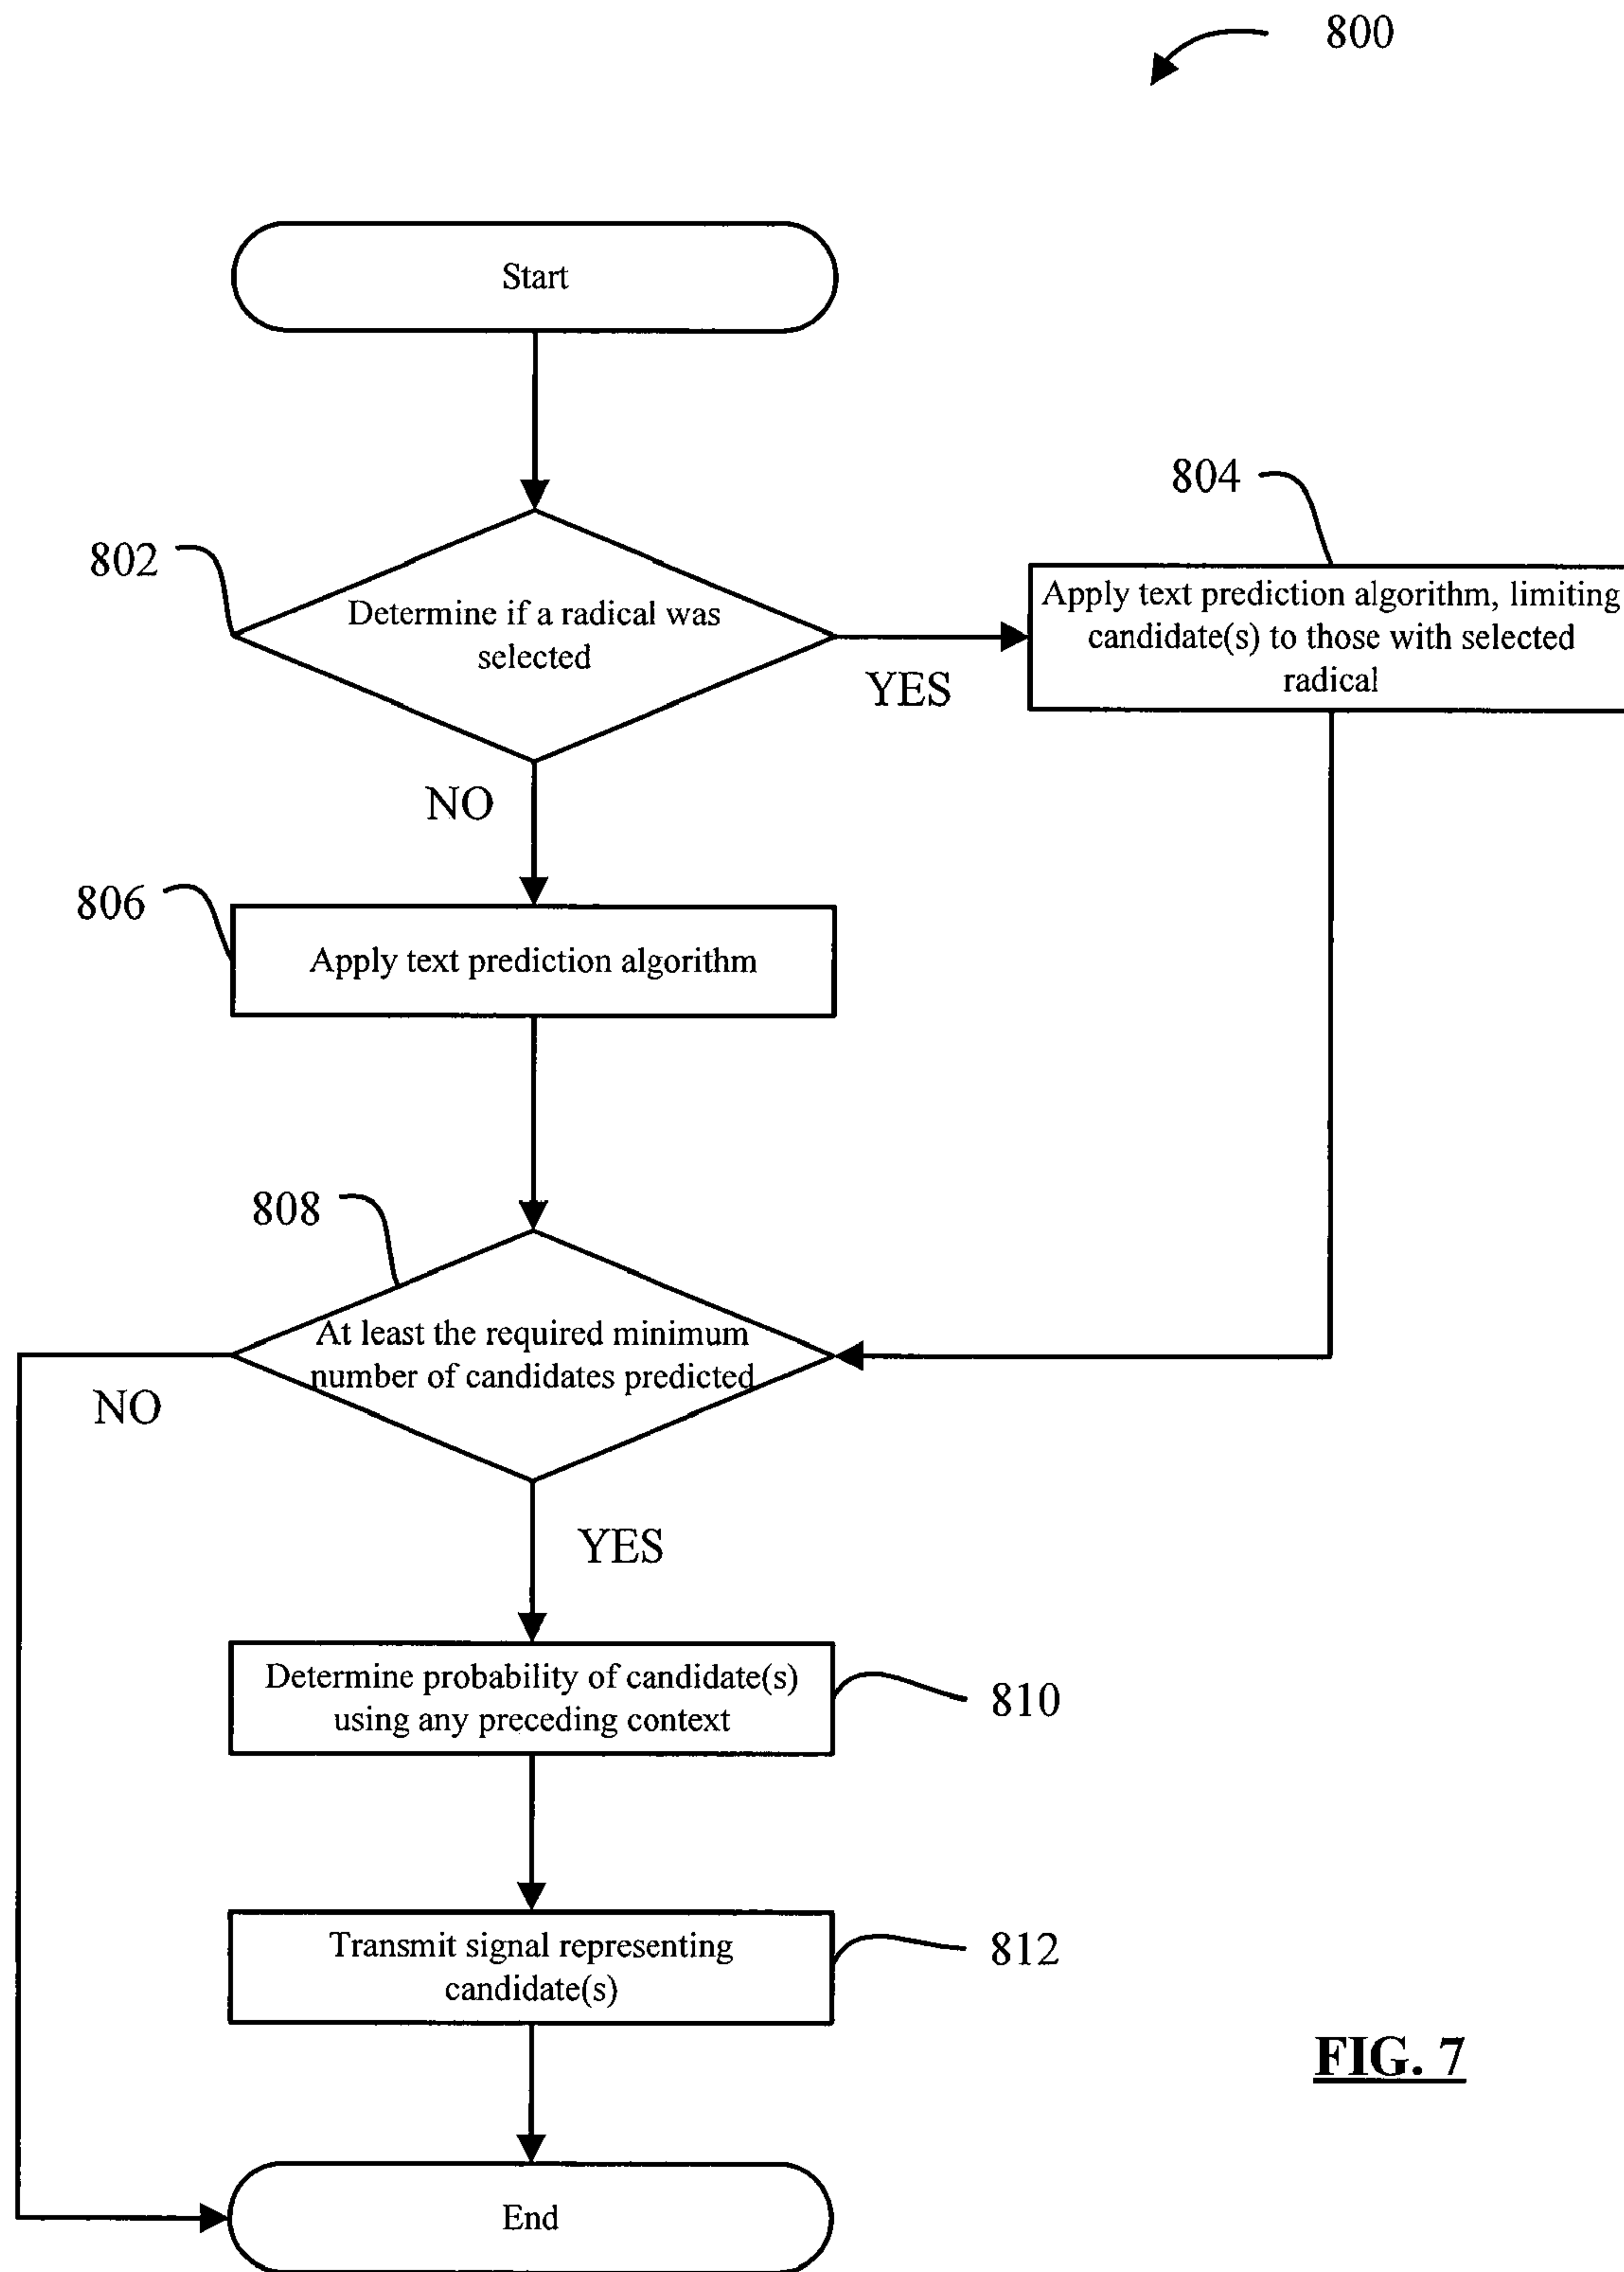 800
Start
802
Determine if a radical was
selected
YES
804
Apply text prediction algorithm, limiting
candidate(s) to those with selected
radical
NO
806
Apply text prediction algorithm
808
At least the required minimum
number of candidates predicted
NO
YES
Determine probability of candidate(s)
using any preceding context
810
Transmit signal representing
candidate(s)
812
FIG. 7
End